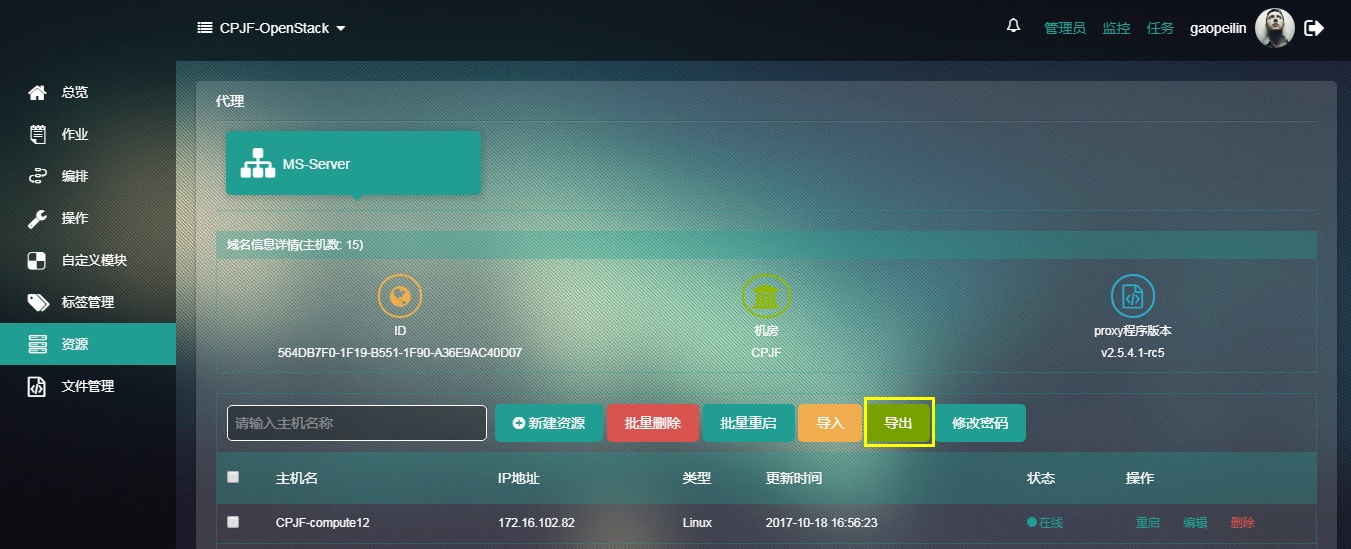 CPJF-OpenStack
管理员 监控 任务 gaopeilin
总览
作业
编排
操作
自定义模块
标签管理
资源
文件管理
代理
MS-Server
域名信息详情(主机数: 15)
ID 机房 proxy程序版本
564DB7F0-1F19-B551-1F90-A36E9AC40D07 CPJF v2.5.4.1-rc5
请输入主机名称 新建资源 批量删除 批量重启 导入 导出 修改密码
主机名 IP地址 类型 更新时间 状态 操作
CPJF-compute12 172.16.102.82 Linux 2017-10-18 16:56:23 在线 重启 编辑 删除